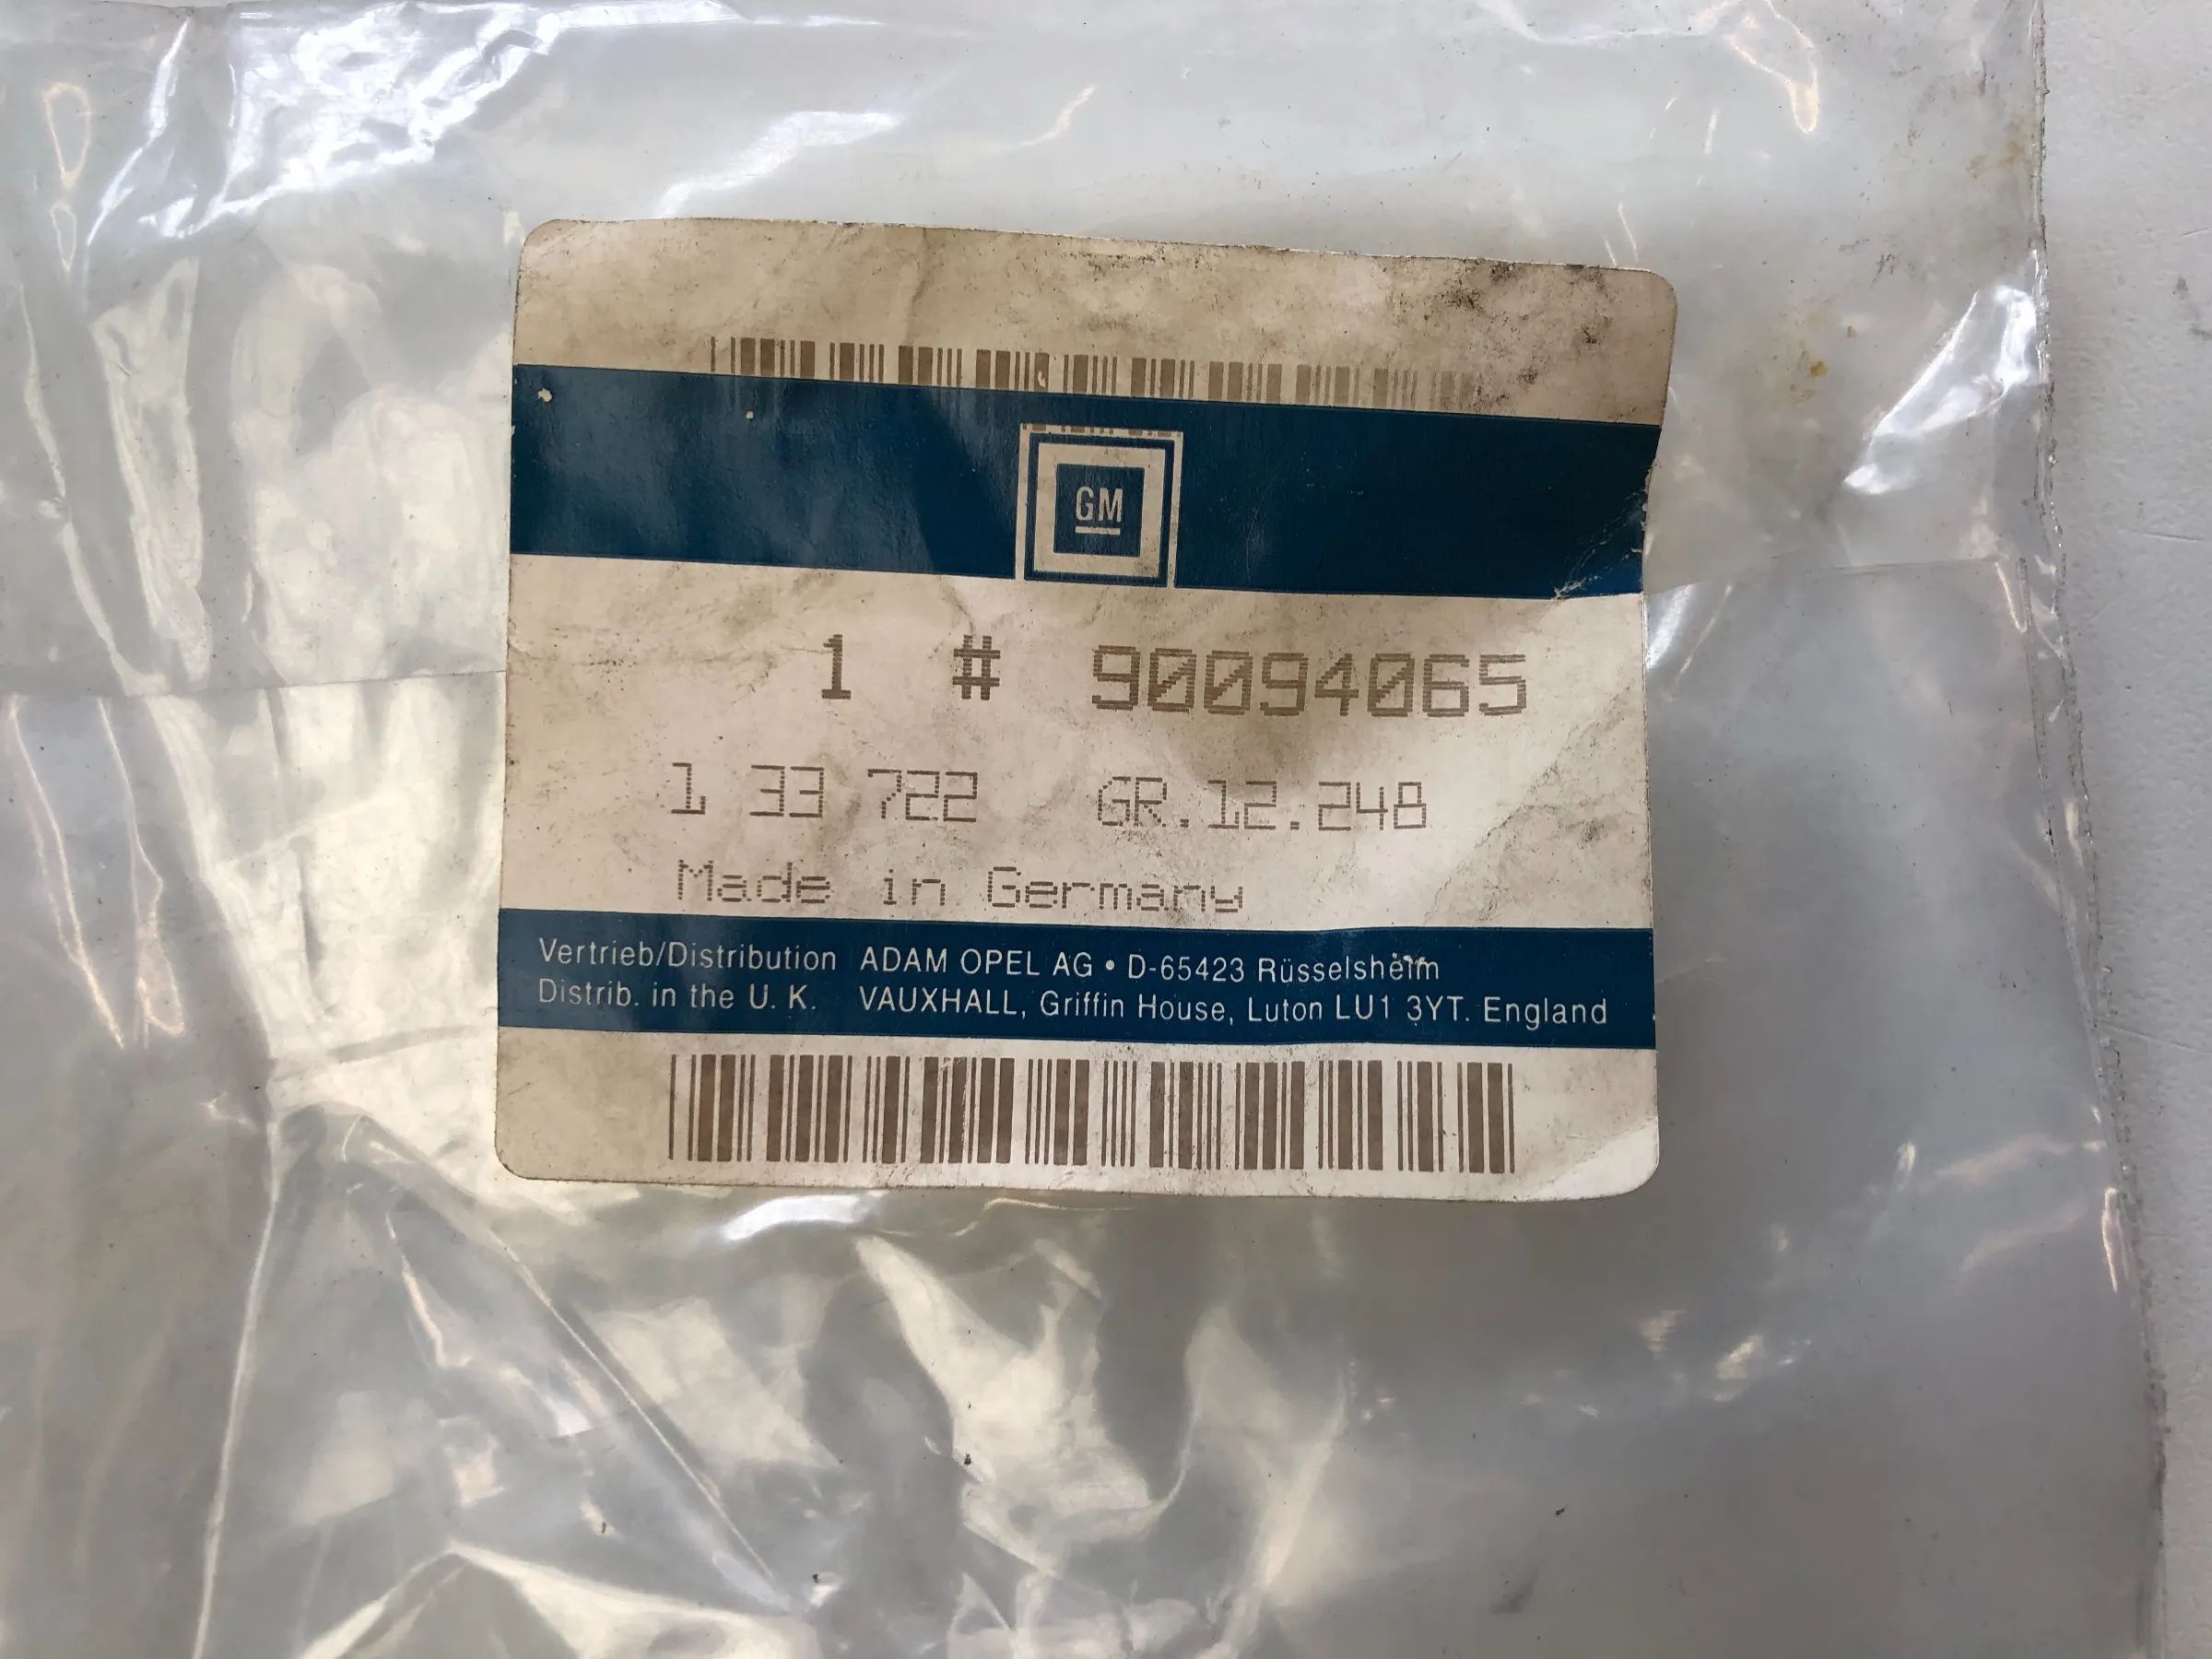 GM
1 # 90094065
1 33 722 GR.12.248
Made in Germany
Vertrieb/Distribution ADAM OPEL AG • D-65423 Rüsselsheim
Distrib. in the U. K. VAUXHALL, Griffin House, Luton LU1 3YT. England